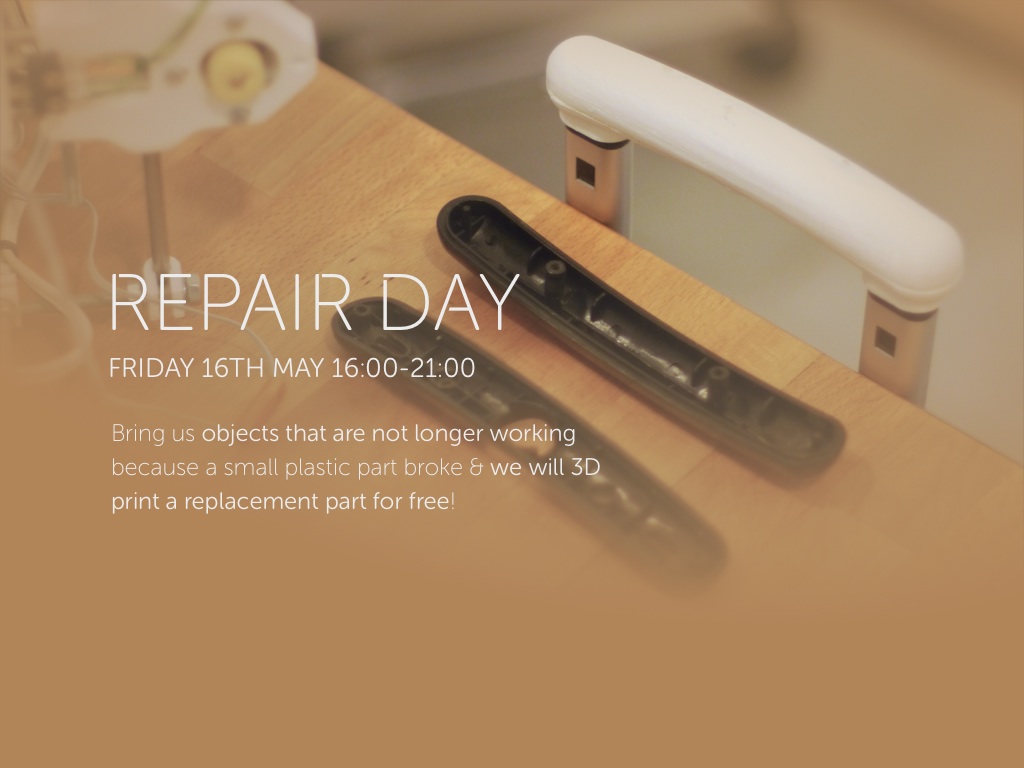 REPAIR DAY
FRIDAY 16TH MAY 16:00-21:00
Bring us objects that are not longer working
because a small plastic part broke & we will 3D
print a replacement part for free!